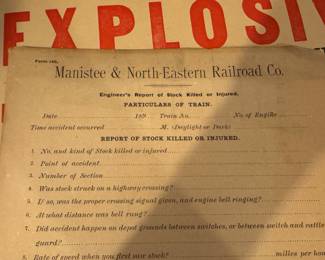 EXPLOSIV
Form 146.
Manistee & North-Eastern Railroad Co.
Engineer's Report of Stock Killed or Injured.
PARTICULARS OF TRAIN.
Date 189 Train No. No. of Engine
Time accident occurred M. (Daylight or Dark)
REPORT OF STOCK KILLED OR INJURED.
1. No. and kind of Stock killed or injured
2. Point of accident
3. Number of Section
4. Was stock struck on a highway crossing?
5. If so, was the proper crossing signal given, and engine bell ringing?
6. At what distance was bell rung?
7. Did accident happen on depot grounds between switches, or between switch and cattle
guard?
8. Rate of speed when you first saw stock? miles per hou